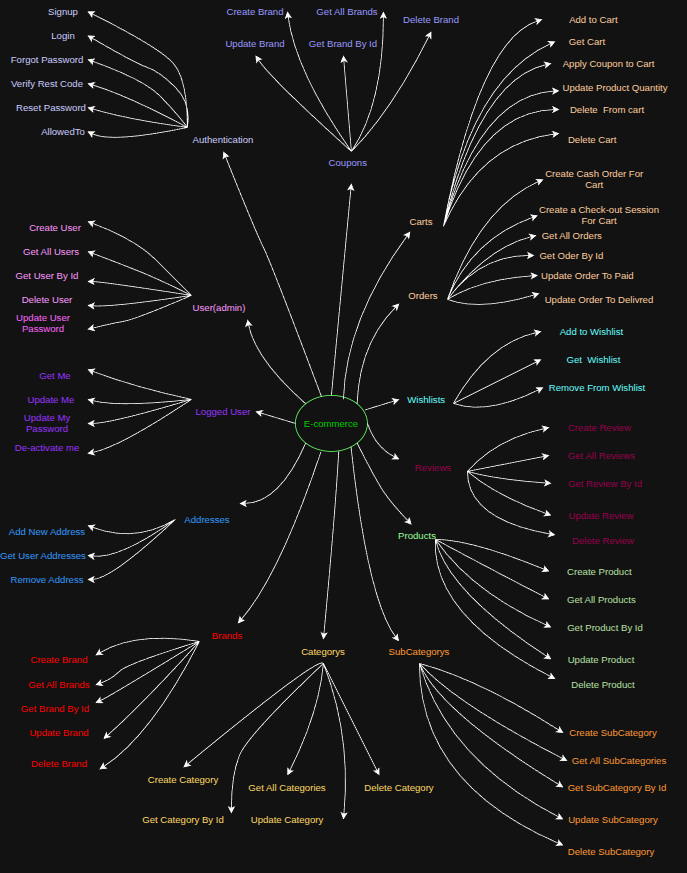 Signup
Login
Forgot Password
Verify Rest Code
Reset Password
AllowedTo
Authentication
Create Brand
Get All Brands
Delete Brand
Update Brand
Get Brand By Id
Coupons
Add to Cart
Get Cart
Apply Coupon to Cart
Update Product Quantity
Delete From cart
Delete Cart
Carts
Create Cash Order For
Cart
Create a Check-out Session
For Cart
Get All Orders
Get Oder By Id
Update Order To Paid
Update Order To Delivred
Orders
Create User
Get All Users
Get User By Id
Delete User
Update User
Password
User(admin)
Get Me
Update Me
Update My
Password
De-activate me
Logged User
E-commerce
Wishlists
Add to Wishlist
Get Wishlist
Remove From Wishlist
Reviews
Create Review
Get All Reviews
Get Review By Id
Update Review
Delete Review
Addresses
Add New Address
Get User Addresses
Remove Address
Products
Create Product
Get All Products
Get Product By Id
Update Product
Delete Product
Brands
Create Brand
Get All Brands
Get Brand By Id
Update Brand
Delete Brand
Categorys
Create Category
Get All Categories
Delete Category
Get Category By Id
Update Category
SubCategorys
Create SubCategory
Get All SubCategories
Get SubCategory By Id
Update SubCategory
Delete SubCategory